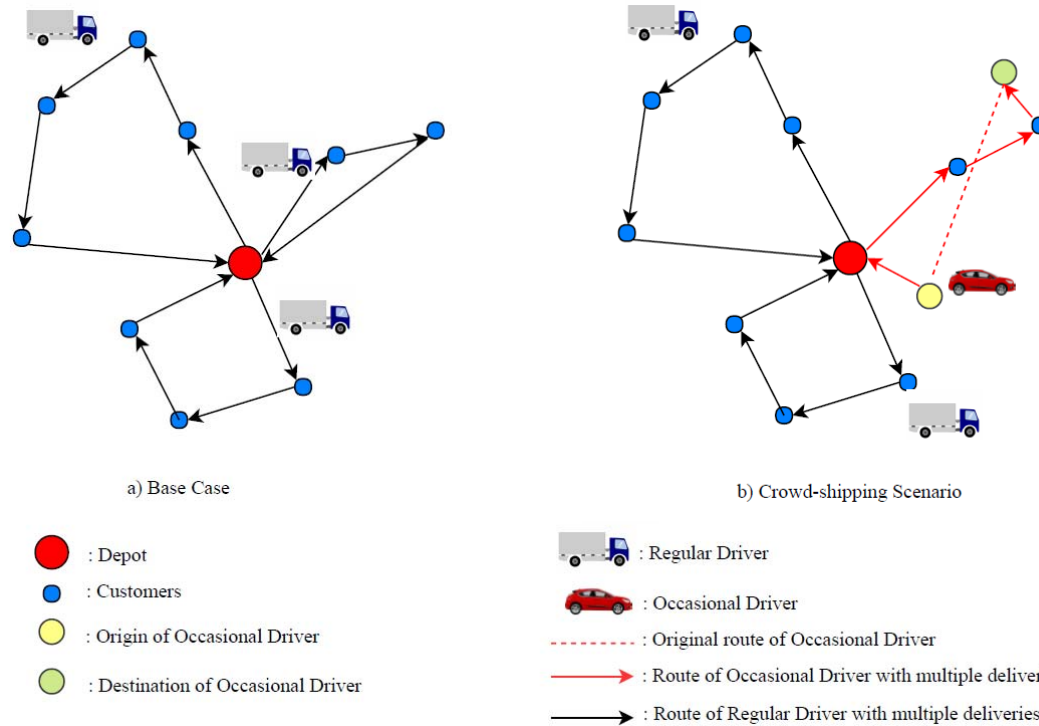 a) Base Case
b) Crowd-shipping Scenario
: Depot
: Customers
: Origin of Occasional Driver
: Destination of Occasional Driver
: Regular Driver
: Occasional Driver
: Original route of Occasional Driver
: Route of Occasional Driver with multiple deliver
: Route of Regular Driver with multiple deliveries